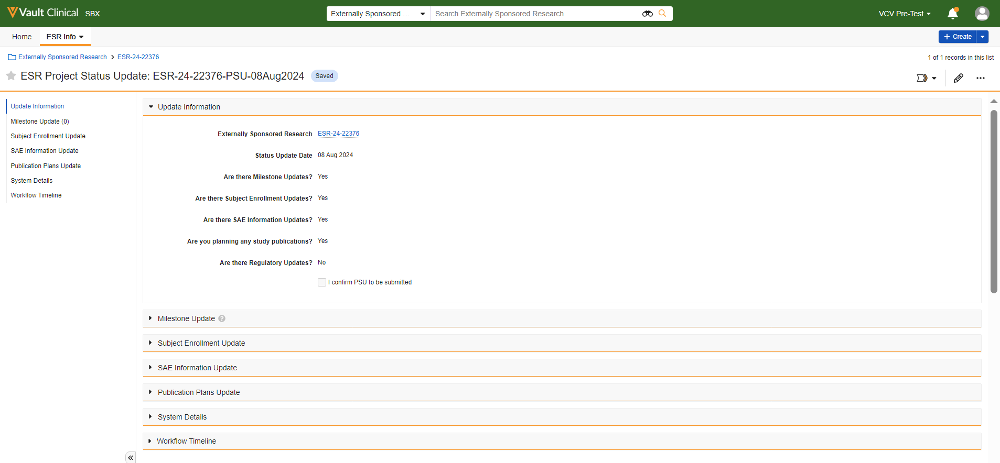 Vault Clinical SBX
Externally Sponsored ...
Search Externally Sponsored Research
VCV Pre-Test
Home
ESR Info
Create
Externally Sponsored Research > ESR-24-22376
1 of 1 records in this list
ESR Project Status Update: ESR-24-22376-PSU-08Aug2024
Saved
Update Information
Milestone Update (0)
Subject Enrollment Update
SAE Information Update
Publication Plans Update
System Details
Workflow Timeline
Update Information
Externally Sponsored Research ESR-24-22376
Status Update Date 08 Aug 2024
Are there Milestone Updates? Yes
Are there Subject Enrollment Updates? Yes
Are there SAE Information Updates? Yes
Are you planning any study publications? Yes
Are there Regulatory Updates? No
I confirm PSU to be submitted
Milestone Update ?
Subject Enrollment Update
SAE Information Update
Publication Plans Update
System Details
Workflow Timeline